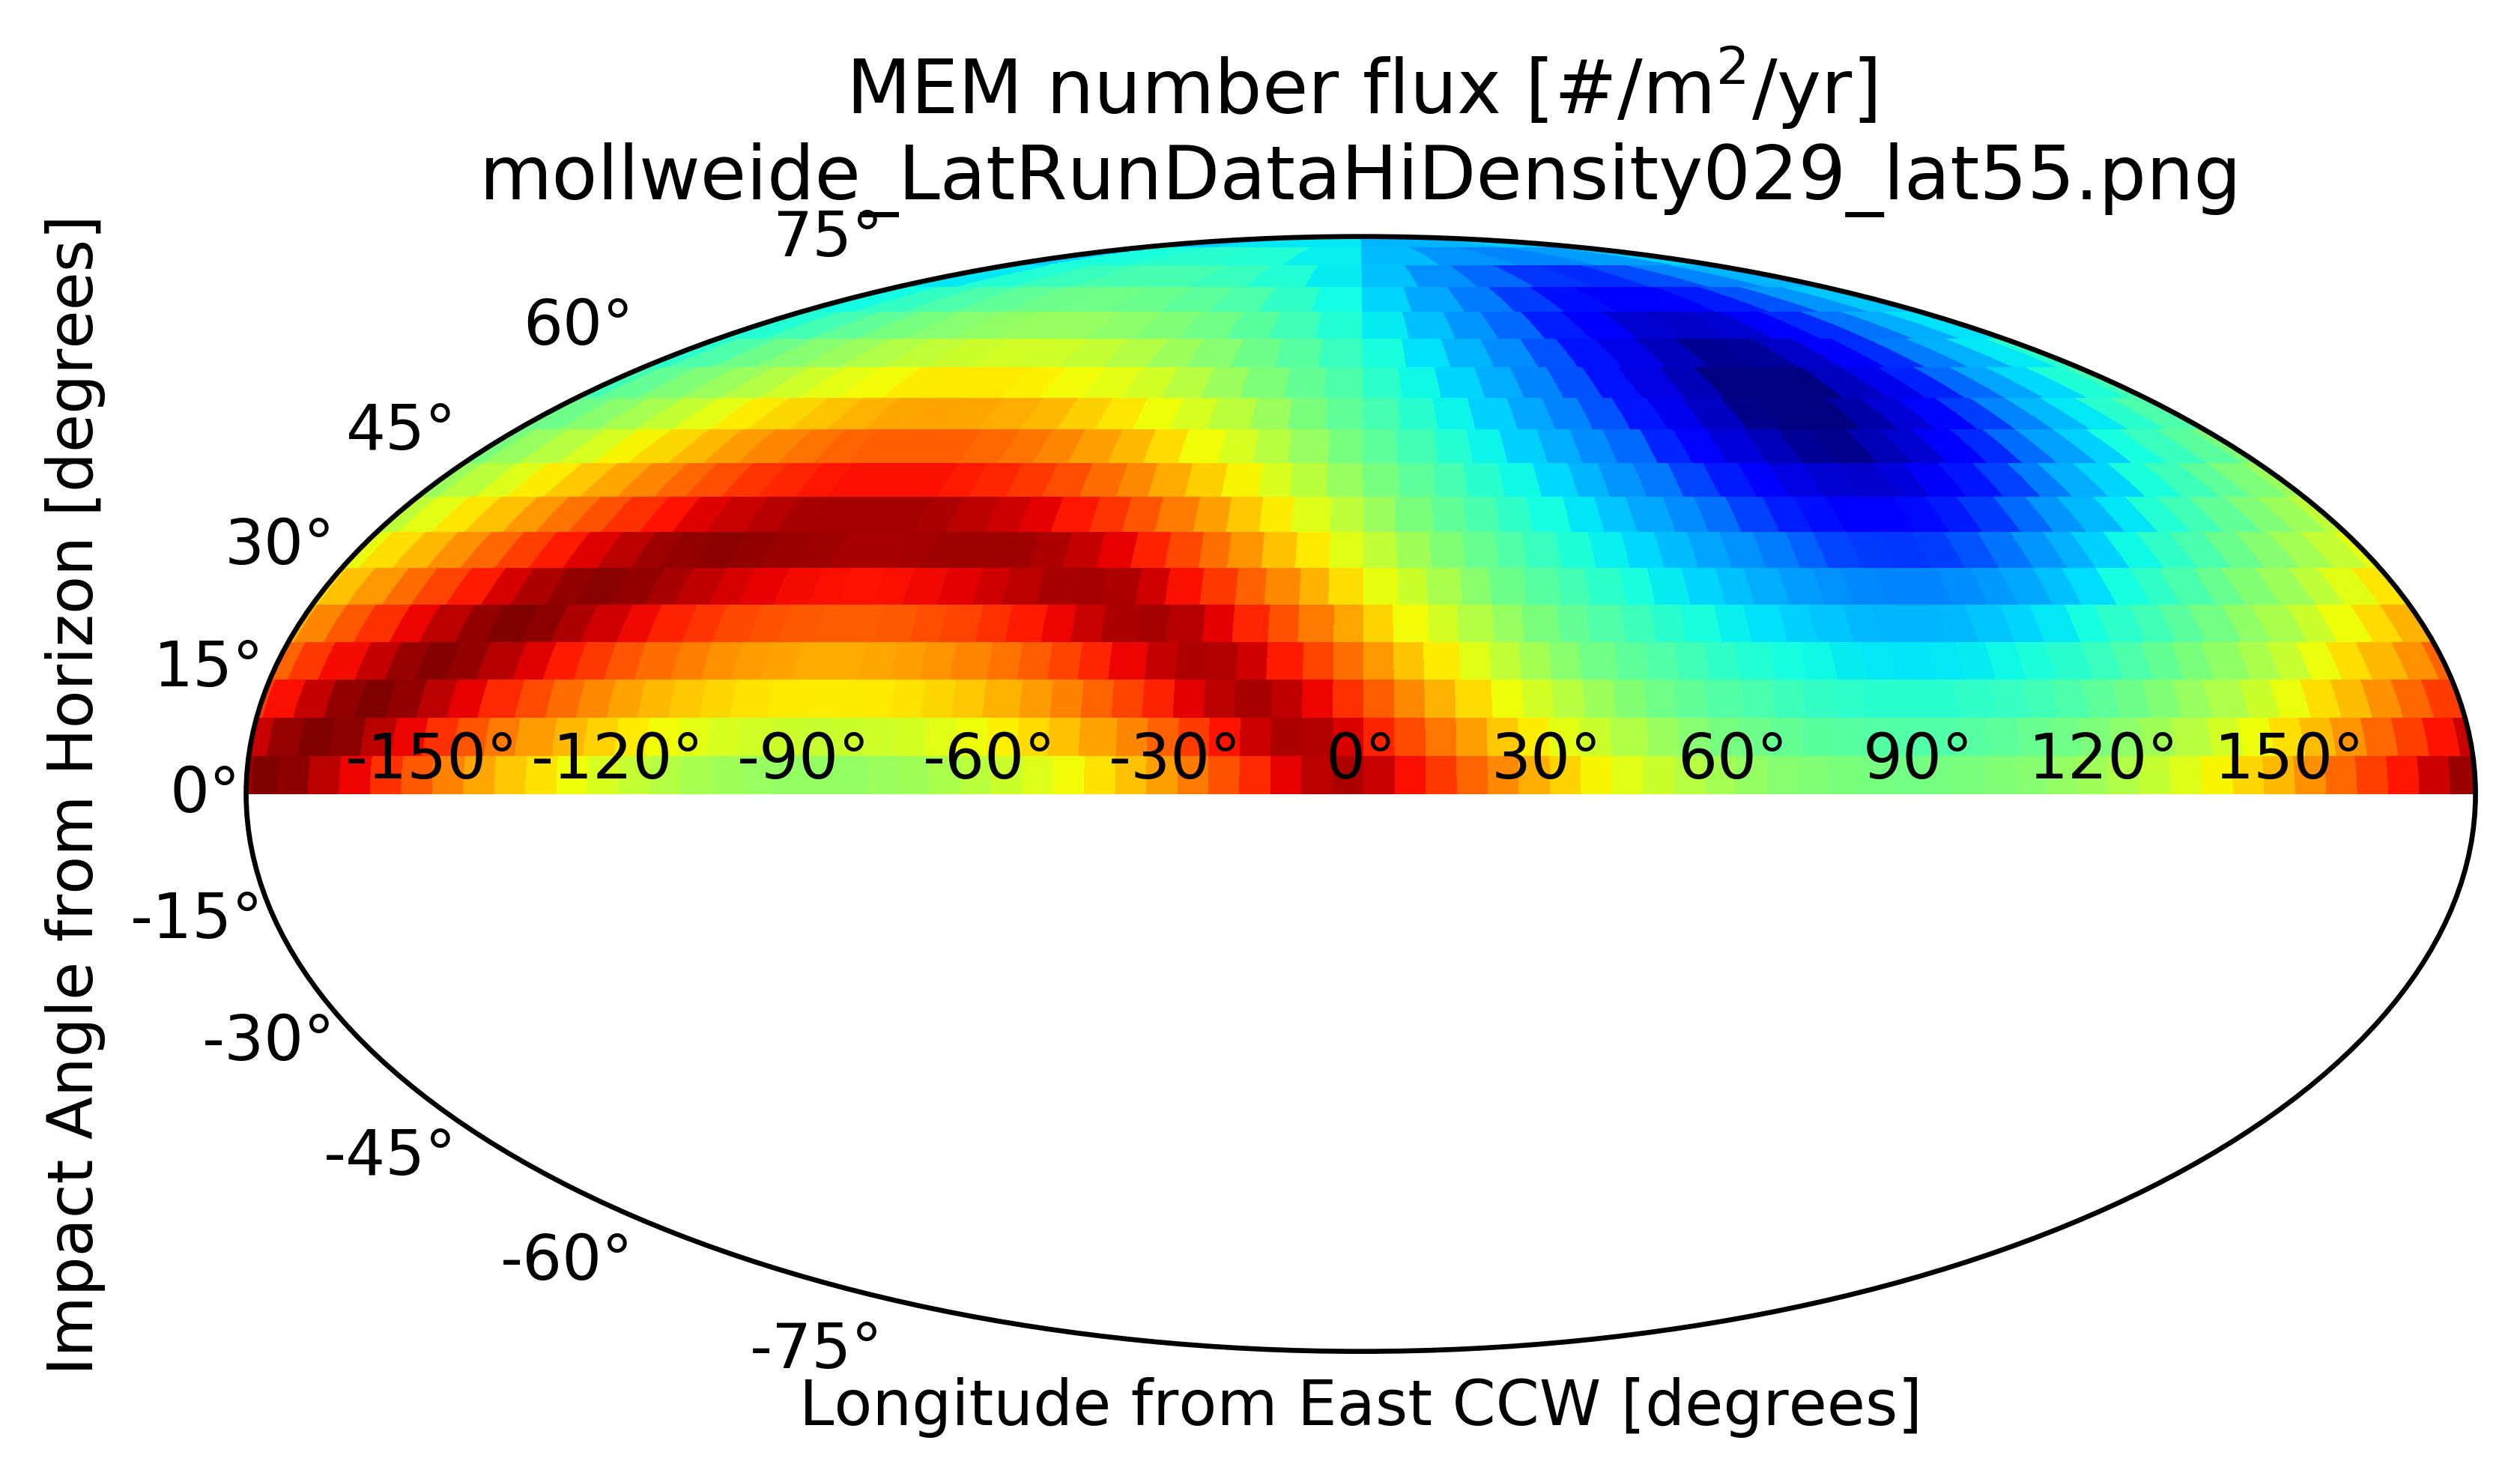 MEM number flux [#/m²/yr]
mollweide_LatRunDataHiDensity029_lat55.png
75°
60°
45°
30°
15°
0°
-15°
-30°
-45°
-60°
-75°
-150° -120° -90° -60° -30° 0° 30° 60° 90° 120° 150°
Impact Angle from Horizon [degrees]
Longitude from East CCW [degrees]